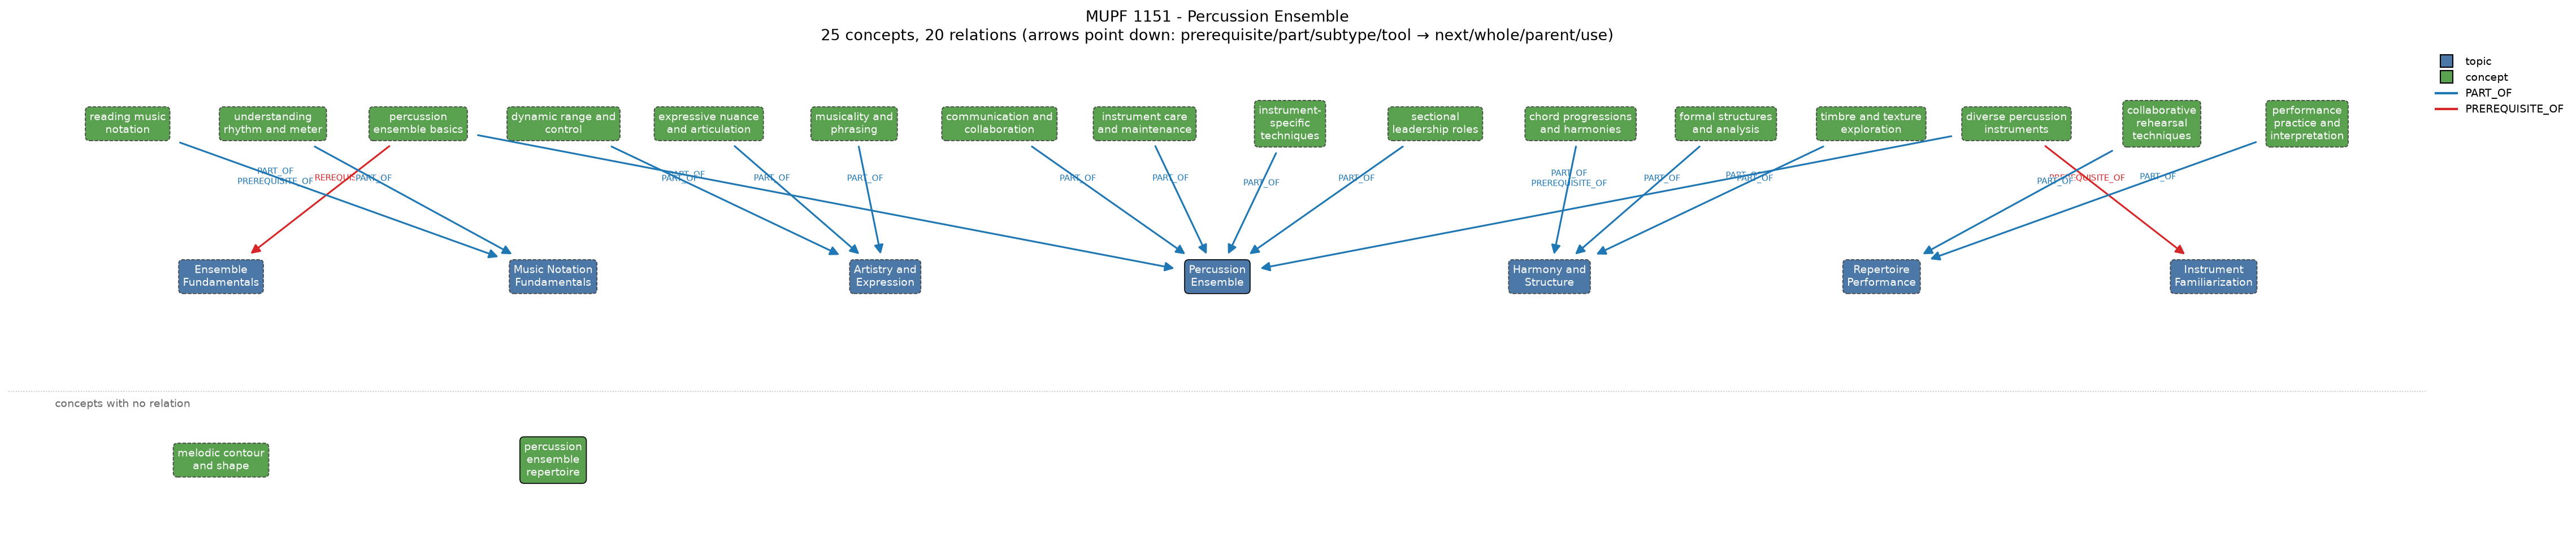 MUPF 1151 - Percussion Ensemble
25 concepts, 20 relations (arrows point down: prerequisite/part/subtype/tool → next/whole/parent/use)
topic
concept
PART_OF
PREREQUISITE_OF
reading music
notation
understanding
rhythm and meter
percussion
ensemble basics
dynamic range and
control
expressive nuance
and articulation
musicality and
phrasing
communication and
collaboration
instrument care
and maintenance
instrument-
specific
techniques
sectional
leadership roles
chord progressions
and harmonies
formal structures
and analysis
timbre and texture
exploration
diverse percussion
instruments
collaborative
rehearsal
techniques
performance
practice and
interpretation
PART_OF
PREREQUISITE_OF
PART_OF
PART_OF
PART_OF
PART_OF
PART_OF
PART_OF
PART_OF
PART_OF
PART_OF
PREREQUISITE_OF
PART_OF
PART_OF
PART_OF
PREREQUISITE_OF
PART_OF
Ensemble
Fundamentals
Music Notation
Fundamentals
Artistry and
Expression
Percussion
Ensemble
Harmony and
Structure
Repertoire
Performance
Instrument
Familiarization
concepts with no relation
melodic contour
and shape
percussion
ensemble
repertoire